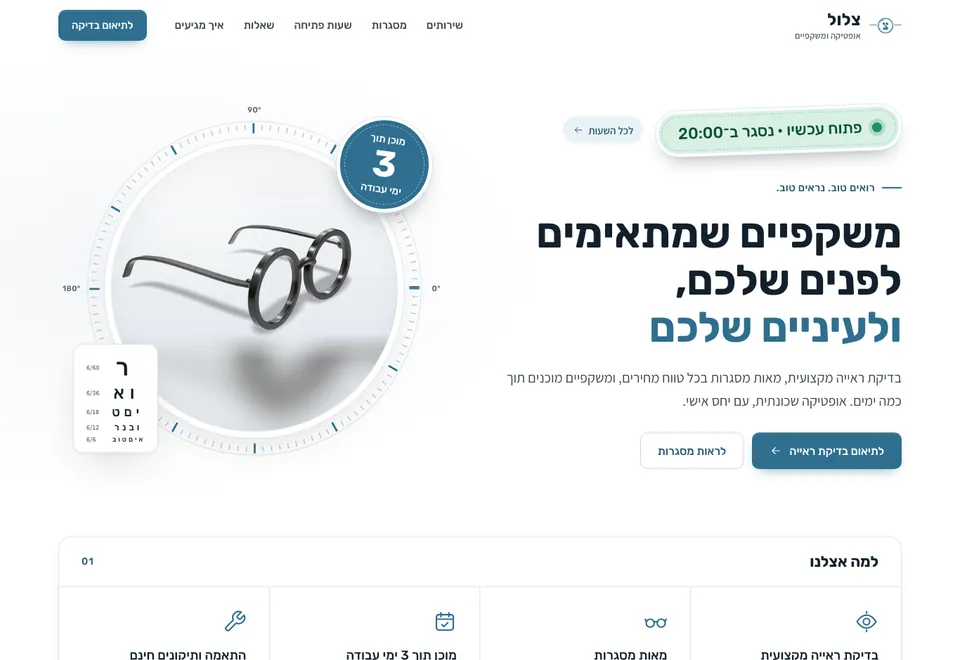 צלול
אופטיקה ומשקפיים
שירותים
מסגרות
שעות פתיחה
שאלות
איך מגיעים
לתיאום בדיקה
פתוח עכשיו • נסגר ב־20:00
לכל השעות ←
רואים טוב. נראים טוב.
משקפיים שמתאימים
לפנים שלכם,
ולעיניים שלכם
בדיקת ראייה מקצועית, מאות מסגרות בכל טווח מחירים, ומשקפיים מוכנים תוך
כמה ימים. אופטיקה שכונתית, עם יחס אישי.
לתיאום בדיקת ראייה ←
לראות מסגרות
90°
מוכן תוך
3
ימי עבודה
180°
0°
ר 6/60
וא 6/36
יםט 6/18
ובנר 6/12
איםטוב 6/6
למה אצלנו
01
בדיקת ראייה מקצועית
מאות מסגרות
מוכן תוך 3 ימי עבודה
התאמה ותיקונים חינם